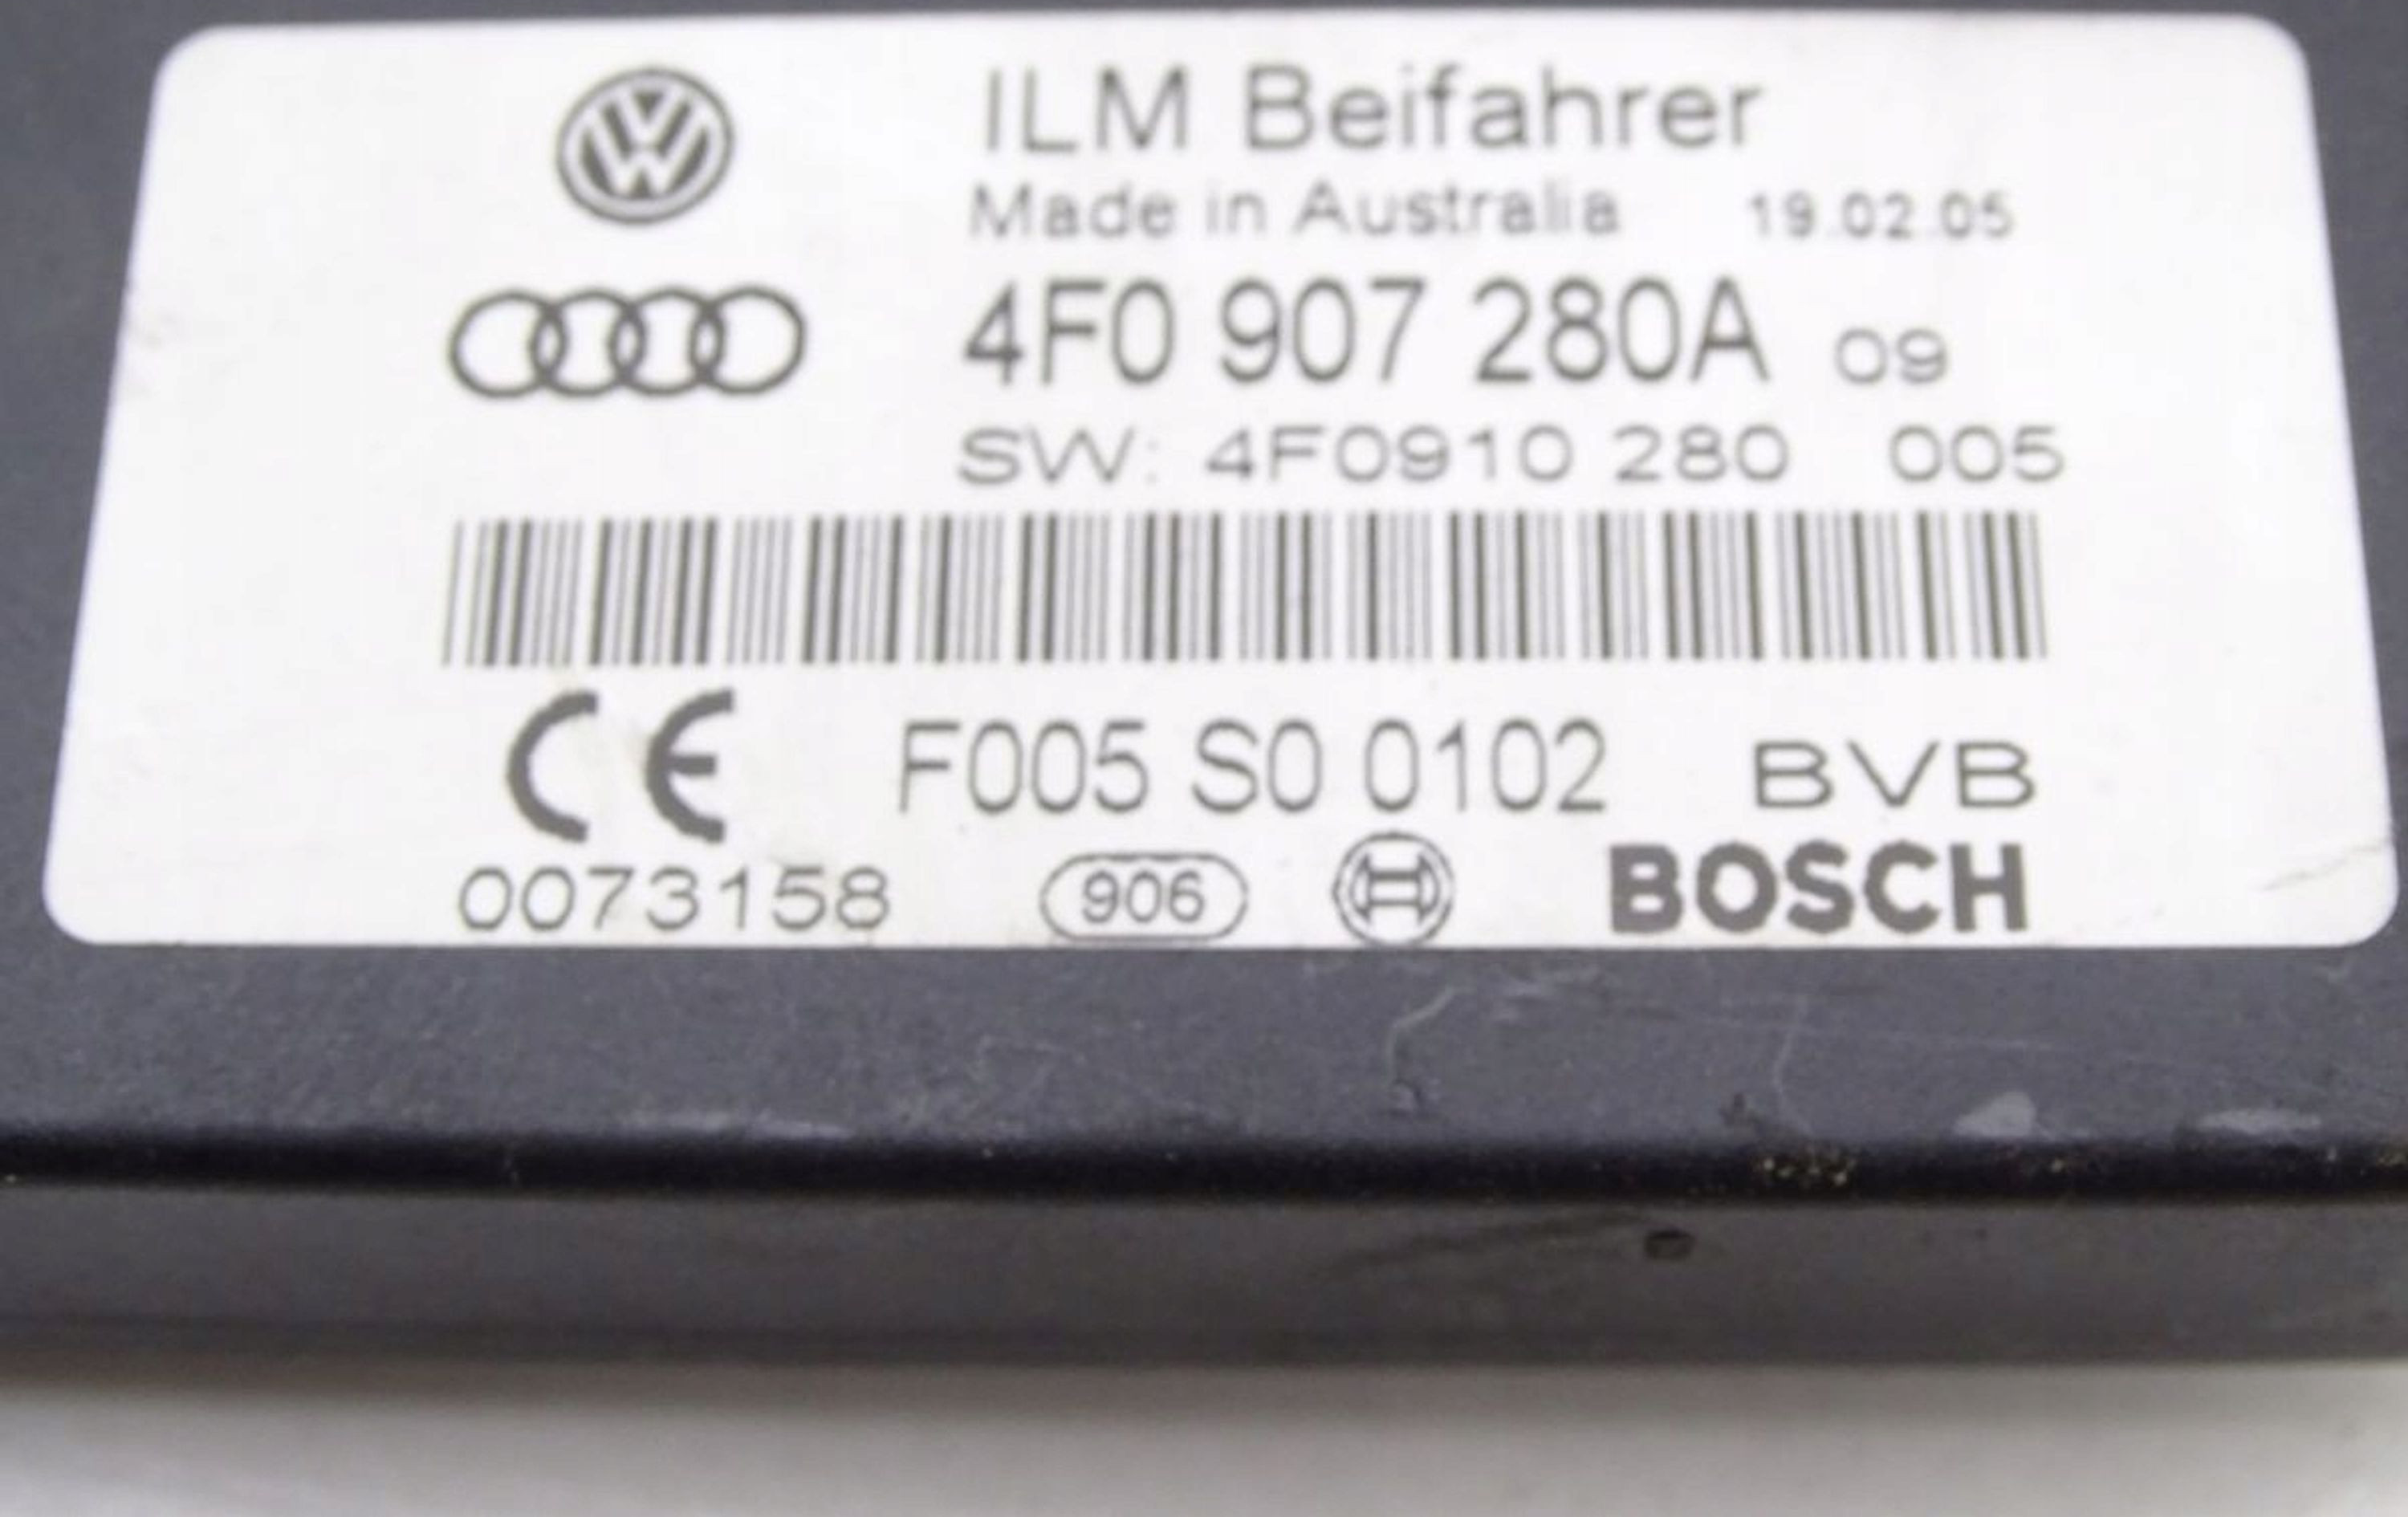 ILM Beifahrer
Made in Australia 19.02.05
4F0 907 280A 09
SW: 4F0910 280 005
CE F005 S0 0102 BVB
0073158 906 BOSCH